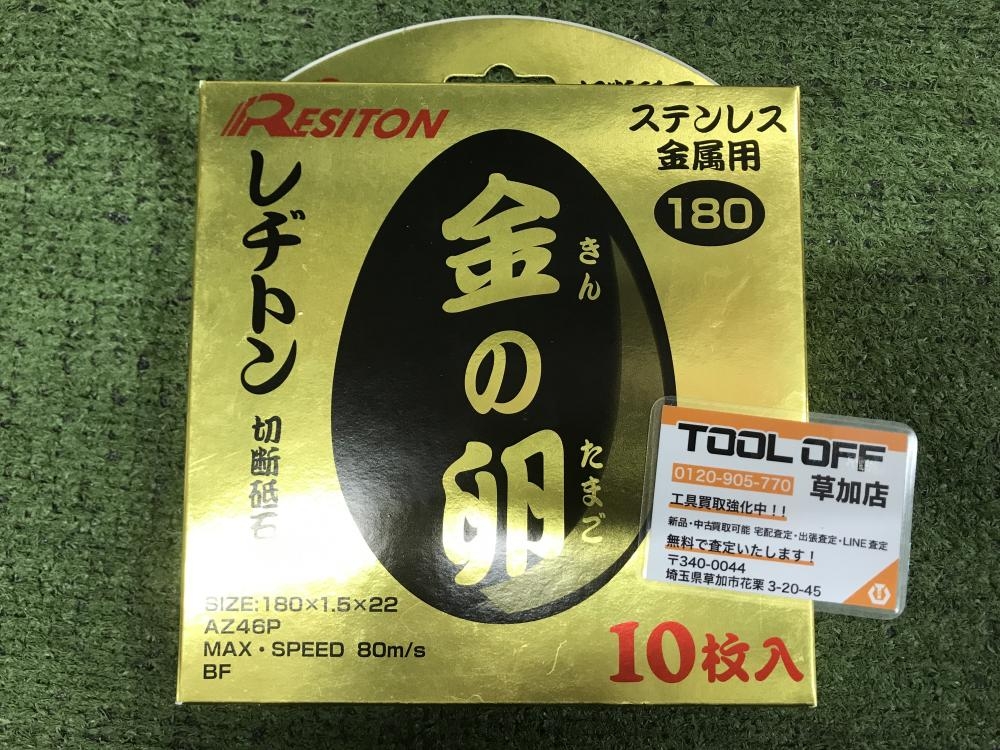 RESITON
レヂトン
切断砥石
ステンレス
金属用
180
金の卵
きん
たまご
SIZE:180×1.5×22
AZ46P
MAX・SPEED 80m/s
BF
10枚入
TOOL OFF
0120-905-770 草加店
工具買取強化中!!
新品・中古買取可能 宅配査定・出張査定・LINE査定
無料で査定いたします!
〒340-0044
埼玉県草加市花栗3-20-45